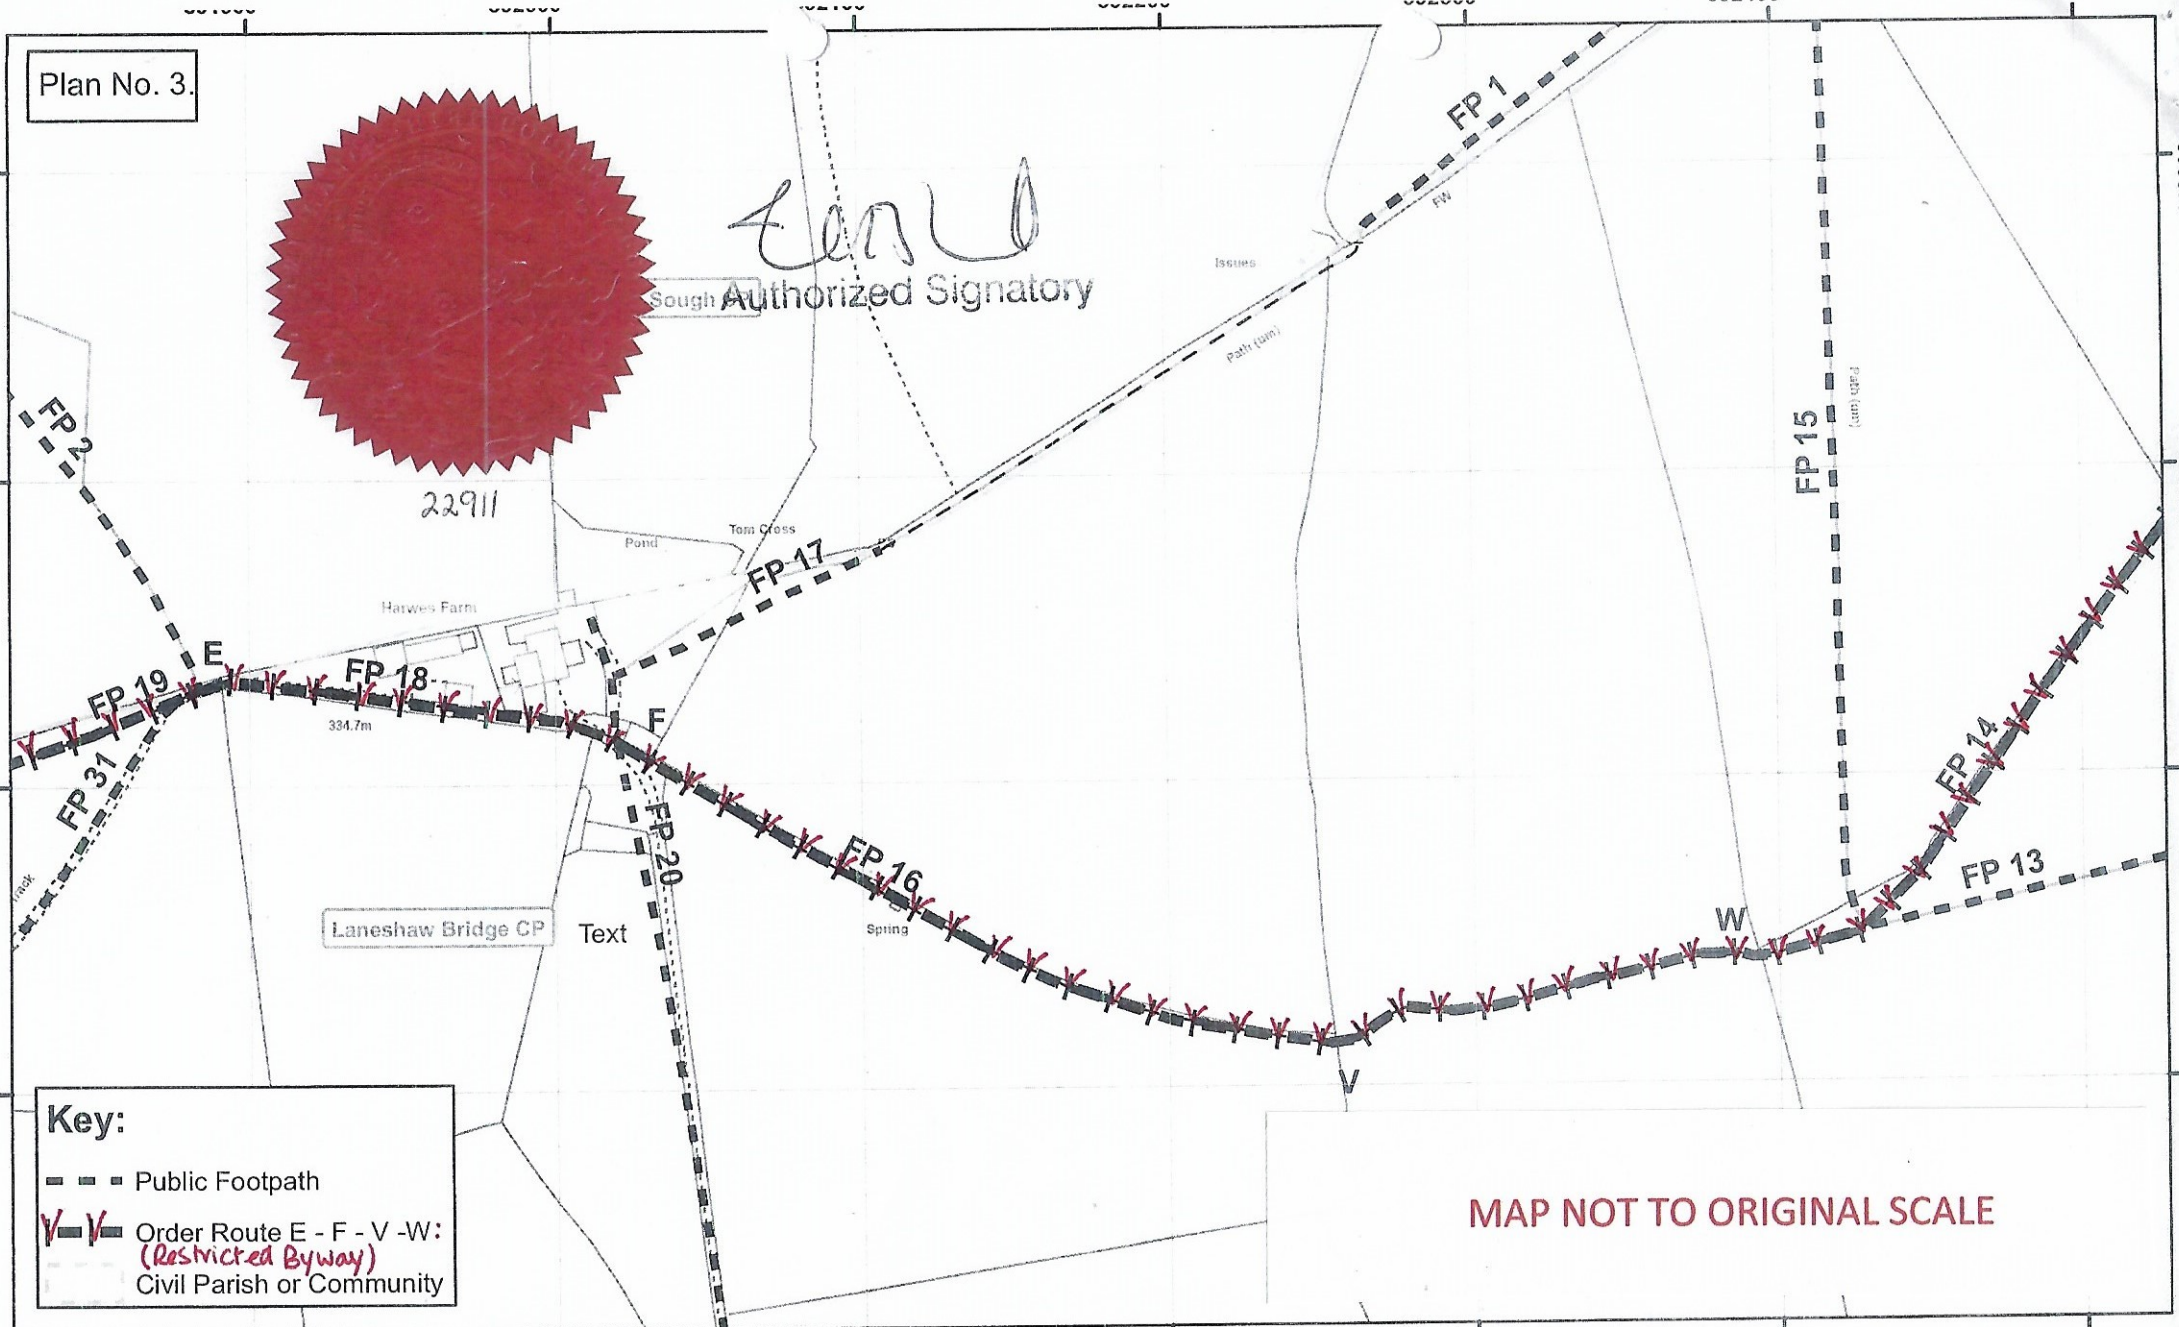 Plan No. 3.
FP 1
FW
Authorized Signatory
Sough
Issues
Path (um)
Path (um)
FP 2
FP 15
22911
Tom Cross
Pond
FP 17
Harwes Farm
E
FP 19
FP 18
334.7m
F
FP 31
FP 20
FP 16
FP 14
FP 13
Spring
W
Laneshaw Bridge CP
Text
V
Key:
Public Footpath
Order Route E - F - V -W:
(Restricted Byway)
Civil Parish or Community
MAP NOT TO ORIGINAL SCALE